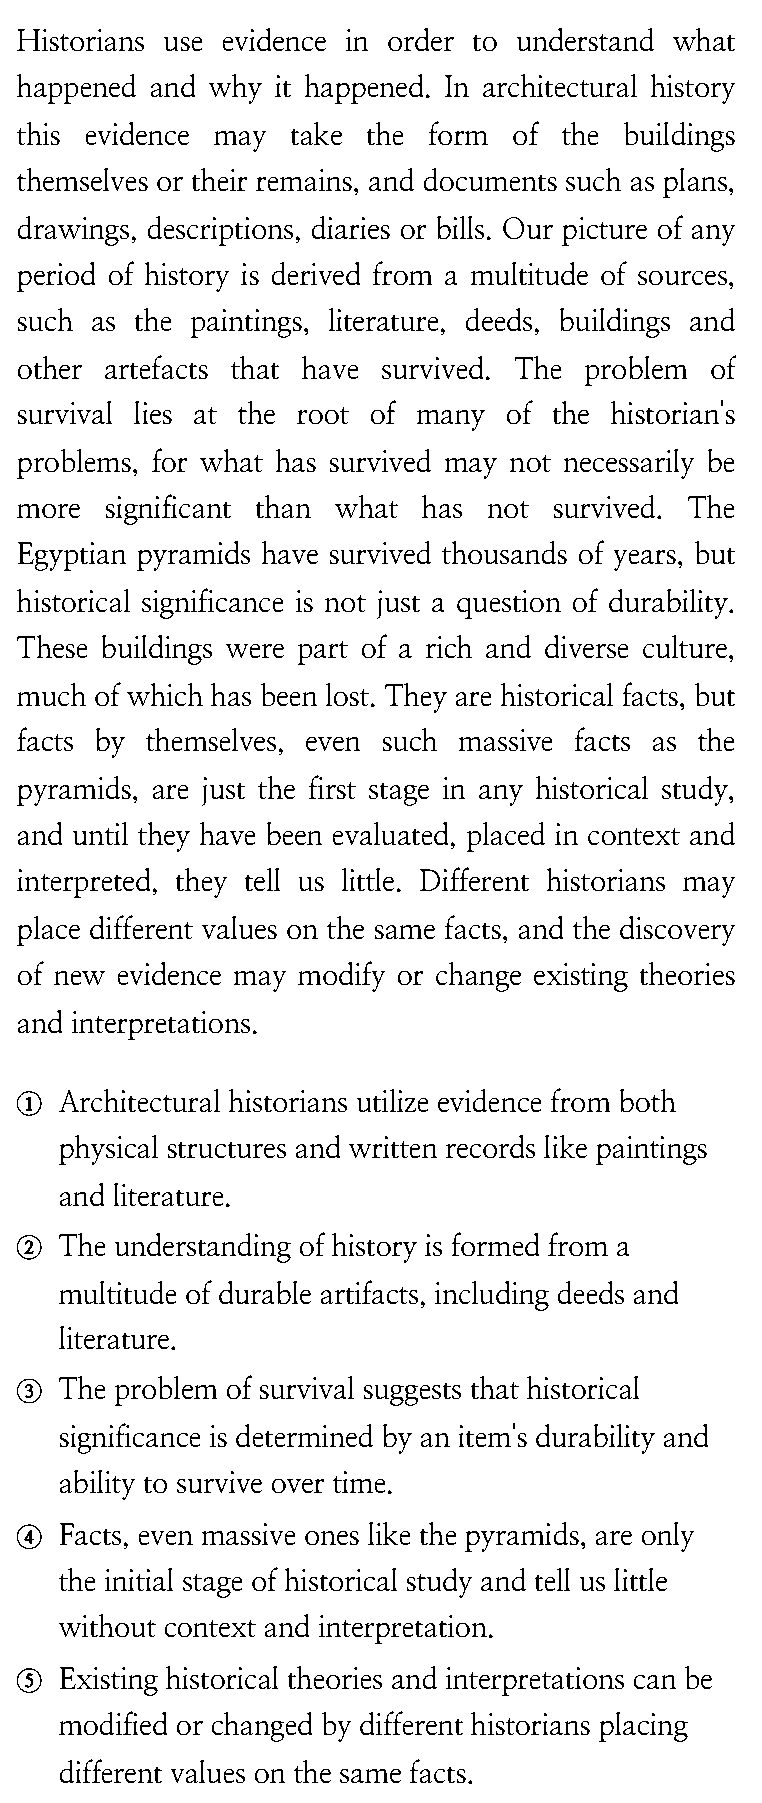 Historians use evidence in order to understand what
happened and why it happened. In architectural history
this evidence may take the form of the buildings
themselves or their remains, and documents such as plans,
drawings, descriptions, diaries or bills. Our picture of any
period of history is derived from a multitude of sources,
such as the paintings, literature, deeds, buildings and
other artefacts that have survived. The problem of
survival lies at the root of many of the historian's
problems, for what has survived may not necessarily be
more significant than what has not survived. The
Egyptian pyramids have survived thousands of years, but
historical significance is not just a question of durability.
These buildings were part of a rich and diverse culture,
much of which has been lost. They are historical facts, but
facts by themselves, even such massive facts as the
pyramids, are just the first stage in any historical study,
and until they have been evaluated, placed in context and
interpreted, they tell us little. Different historians may
place different values on the same facts, and the discovery
of new evidence may modify or change existing theories
and interpretations.
① Architectural historians utilize evidence from both
physical structures and written records like paintings
and literature.
② The understanding of history is formed from a
multitude of durable artifacts, including deeds and
literature.
③ The problem of survival suggests that historical
significance is determined by an item's durability and
ability to survive over time.
④ Facts, even massive ones like the pyramids, are only
the initial stage of historical study and tell us little
without context and interpretation.
⑤ Existing historical theories and interpretations can be
modified or changed by different historians placing
different values on the same facts.